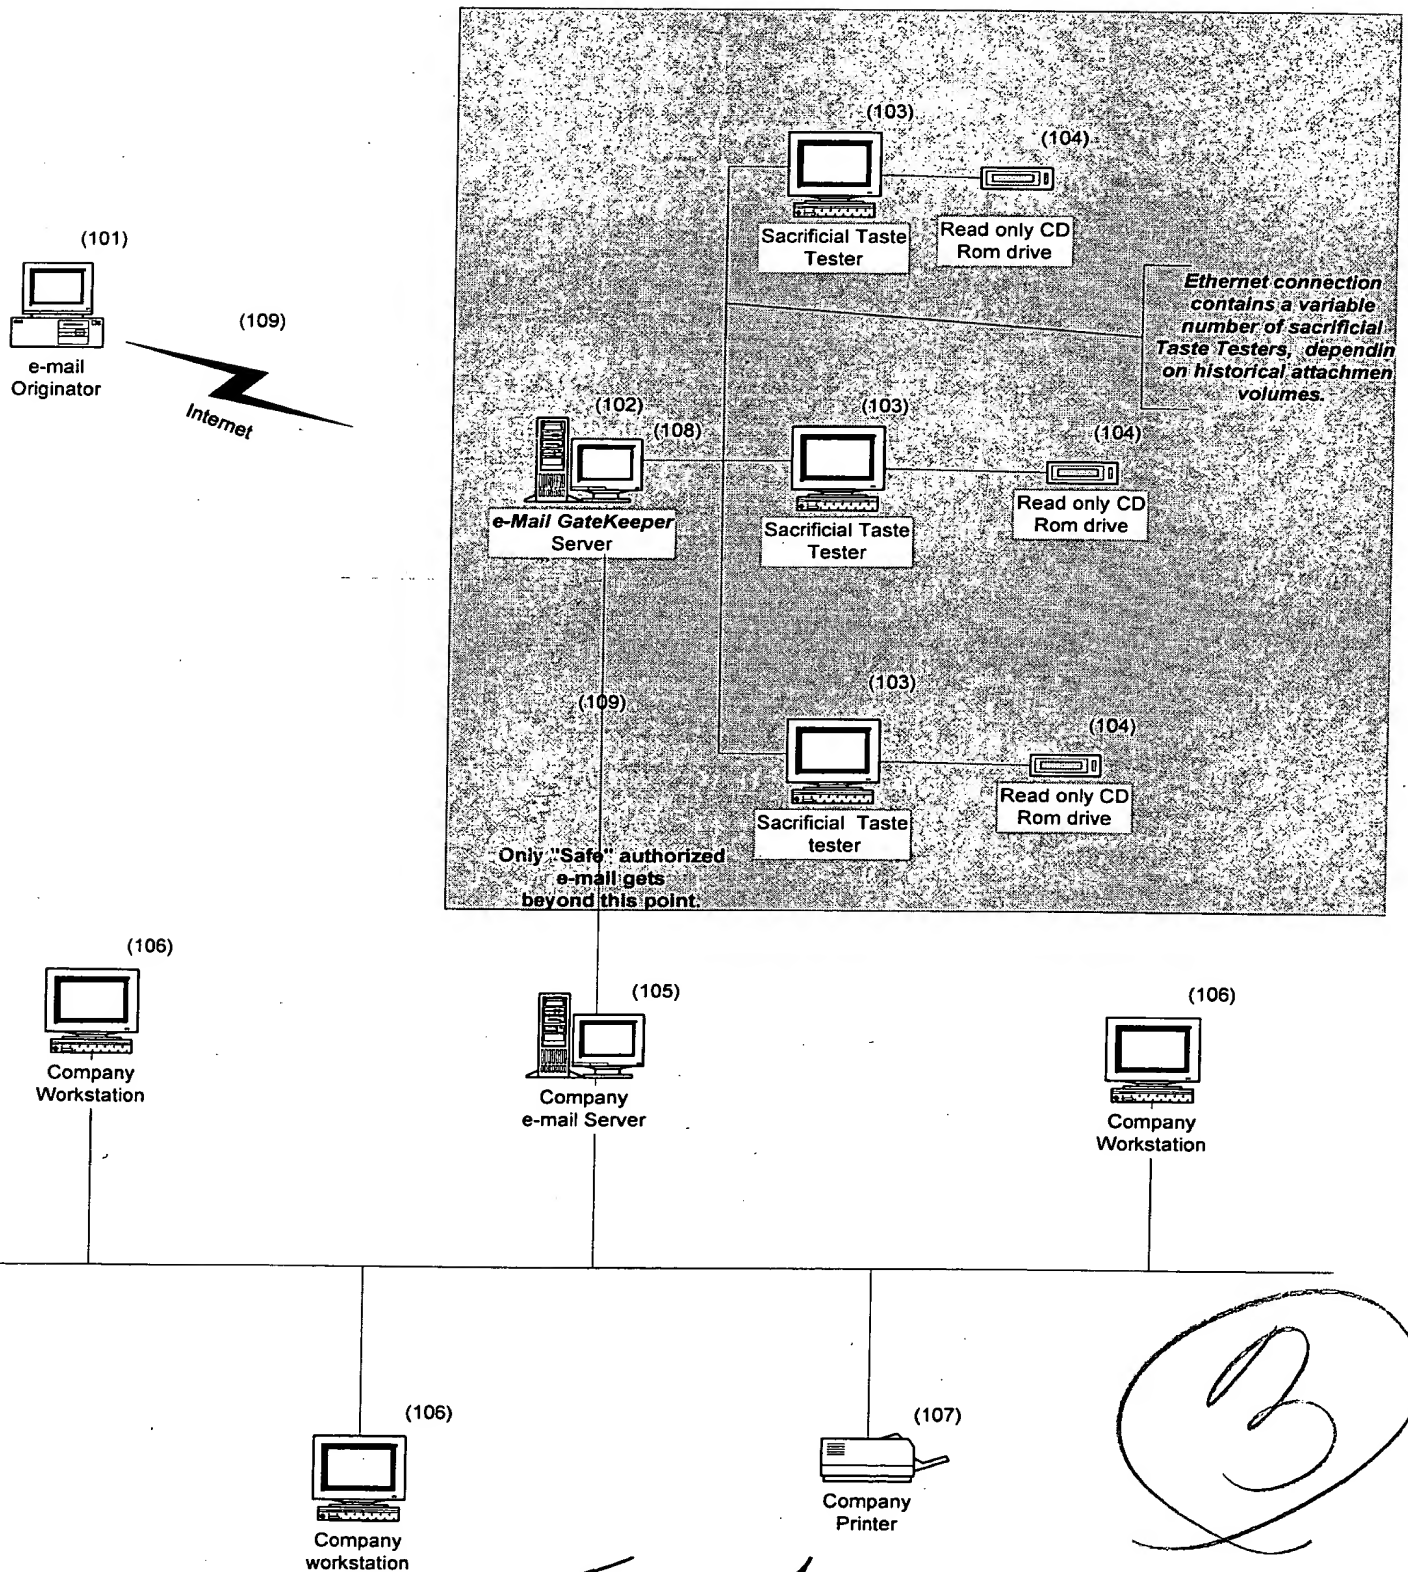 (103)
(104)
Sacrificial Taste
Tester
Read only CD
Rom drive
(101)
e-mail
Originator
(109)
Internet
Ethernet connection
contains a variable
number of sacrificial
Taste Testers, dependin
on historical attachmen
volumes.
(102)
(108)
e-Mail GateKeeper
Server
(103)
(104)
Sacrificial Taste
Tester
Read only CD
Rom drive
(109)
(103)
(104)
Sacrificial Taste
tester
Read only CD
Rom drive
Only "Safe" authorized
e-mail gets
beyond this point.
(106)
Company
Workstation
(105)
Company
e-mail Server
(106)
Company
Workstation
(106)
Company
workstation
(107)
Company
Printer
3